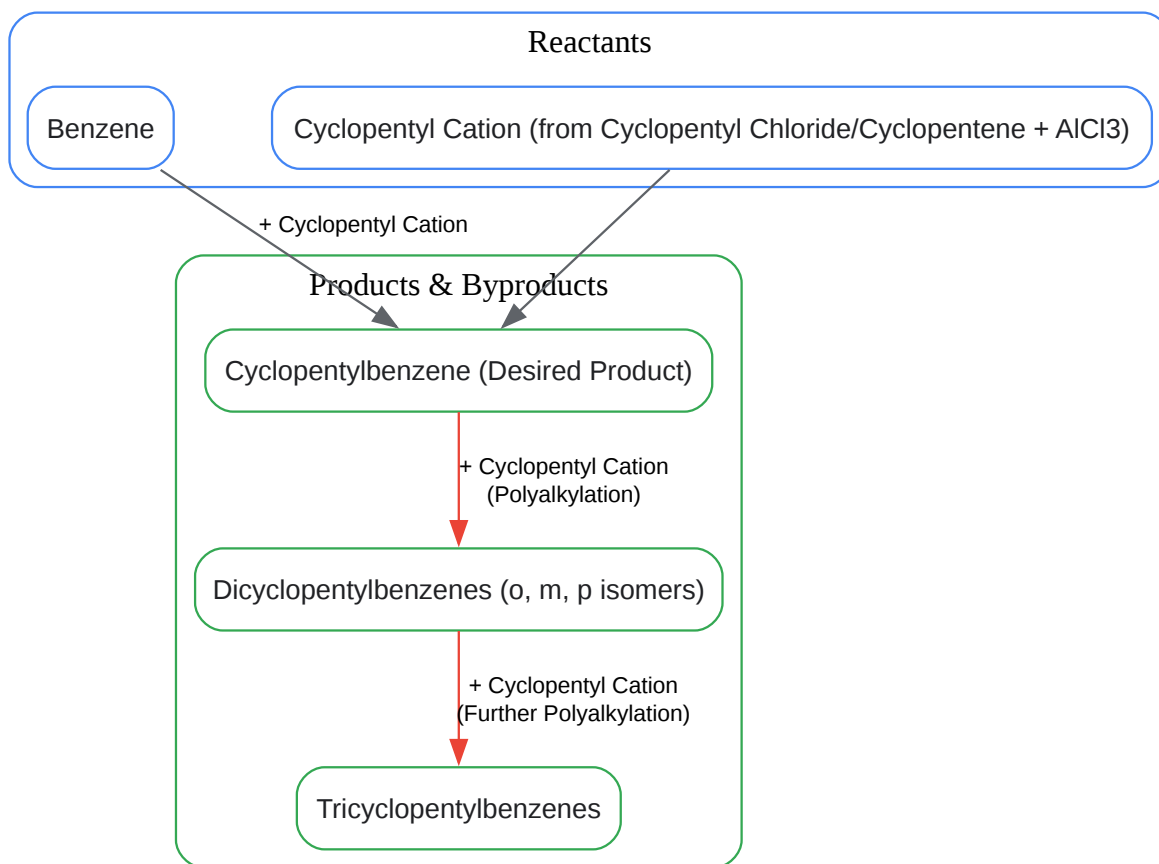 Reactants
Benzene
Cyclopentyl Cation (from Cyclopentyl Chloride/Cyclopentene + AlCl3)
+ Cyclopentyl Cation
Products & Byproducts
Cyclopentylbenzene (Desired Product)
+ Cyclopentyl Cation
(Polyalkylation)
Dicyclopentylbenzenes (o, m, p isomers)
+ Cyclopentyl Cation
(Further Polyalkylation)
Tricyclopentylbenzenes